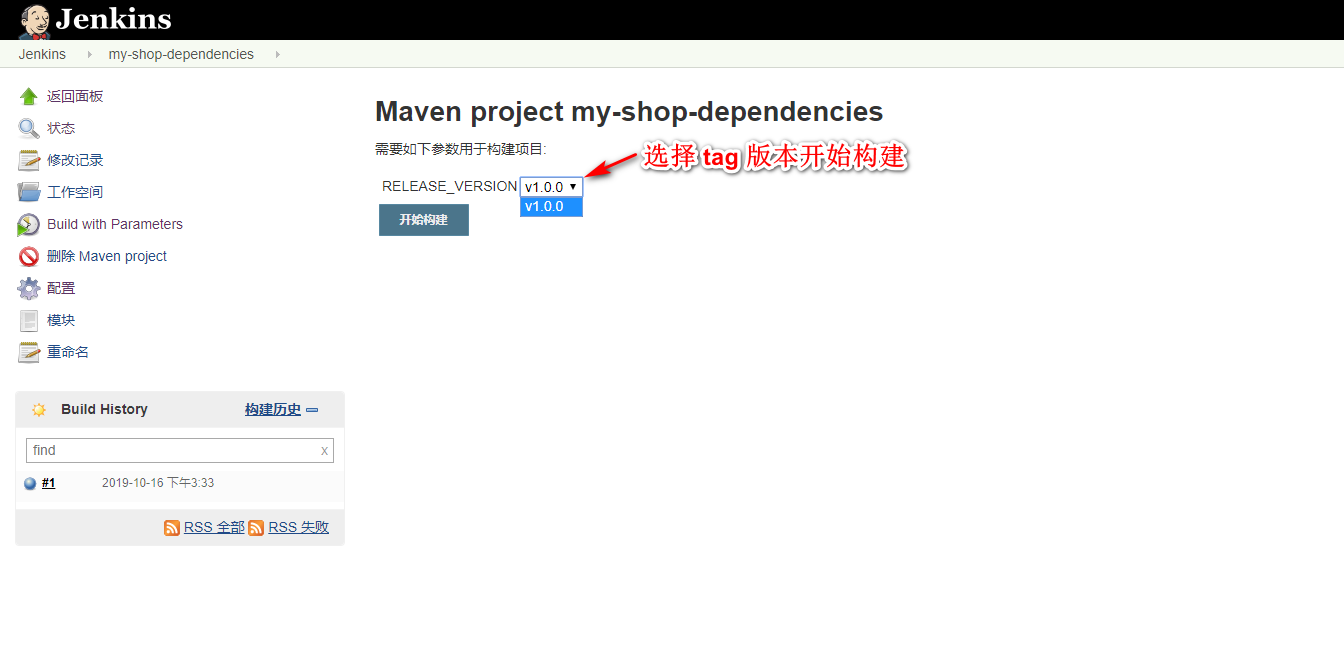 Jenkins
Jenkins my-shop-dependencies
返回面板
状态
修改记录
工作空间
Build with Parameters
删除 Maven project
配置
模块
重命名
Build History 构建历史
find x
#1 2019-10-16 下午3:33
RSS 全部 RSS 失败
Maven project my-shop-dependencies
需要如下参数用于构建项目:
选择 tag 版本开始构建
RELEASE_VERSION v1.0.0
v1.0.0
开始构建